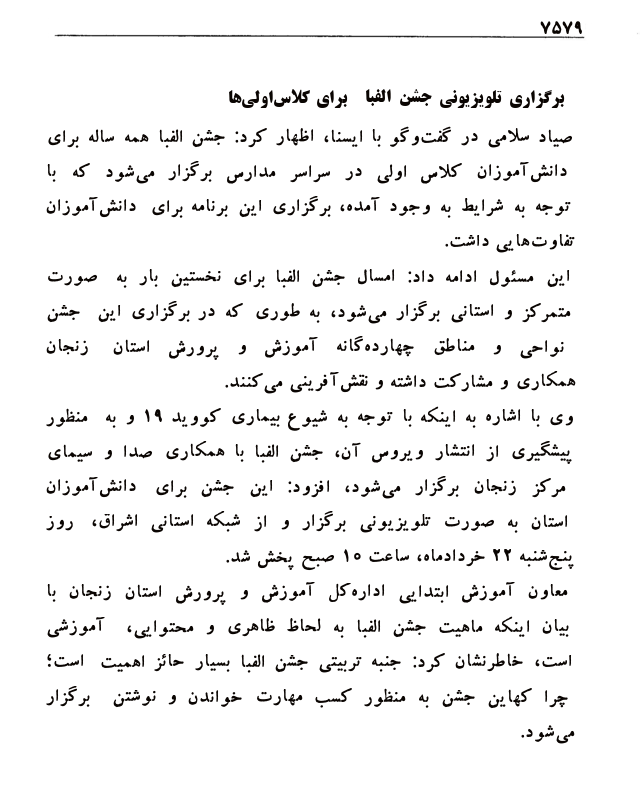 ۷۵۷۹
برگزاری تلویزیونی جشن الفبا برای کلاس‌اولی‌ها
صیاد سلامی در گفت‌وگو با ایسنا، اظهار کرد: جشن الفبا همه ساله برای
دانش‌آموزان کلاس اولی در سراسر مدارس برگزار می‌شود که با
توجه به شرایط به وجود آمده، برگزاری این برنامه برای دانش‌آموزان
تفاوت‌هایی داشت.
این مسئول ادامه داد: امسال جشن الفبا برای نخستین بار به صورت
متمرکز و استانی برگزار می‌شود، به طوری که در برگزاری این جشن
نواحی و مناطق چهارده‌گانه آموزش و پرورش استان زنجان
همکاری و مشارکت داشته و نقش‌آفرینی می‌کنند.
وی با اشاره به اینکه با توجه به شیوع بیماری کووید ۱۹ و به منظور
پیشگیری از انتشار ویروس آن، جشن الفبا با همکاری صدا و سیمای
مرکز زنجان برگزار می‌شود، افزود: این جشن برای دانش‌آموزان
استان به صورت تلویزیونی برگزار و از شبکه استانی اشراق، روز
پنج‌شنبه ۲۲ خردادماه، ساعت ۱۵ صبح پخش شد.
معاون آموزش ابتدایی اداره‌کل آموزش و پرورش استان زنجان با
بیان اینکه ماهیت جشن الفبا به لحاظ ظاهری و محتوایی، آموزشی
است، خاطرنشان کرد: جنبه تربیتی جشن الفبا بسیار حائز اهمیت است؛
چرا کهاین جشن به منظور کسب مهارت خواندن و نوشتن برگزار
می‌شود.